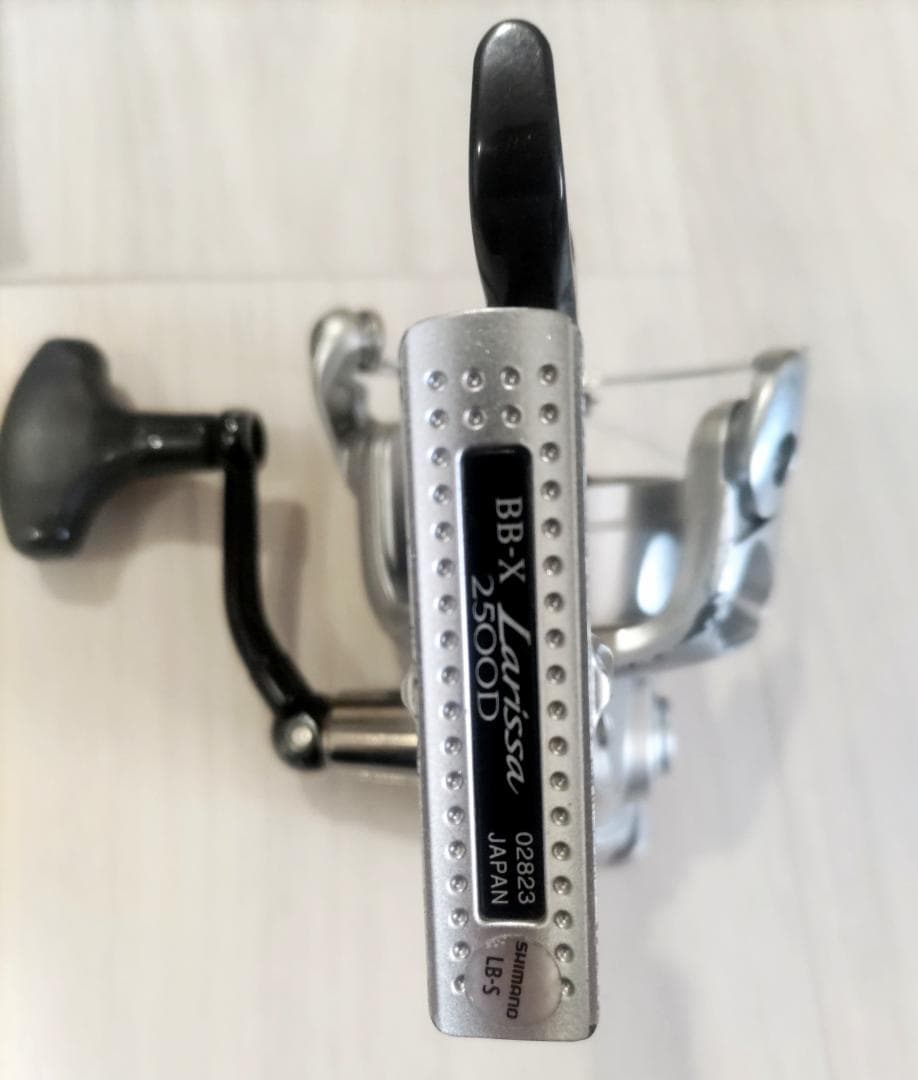 BB-X Larissa
2500D
02823
JAPAN
SHIMANO
LB-S